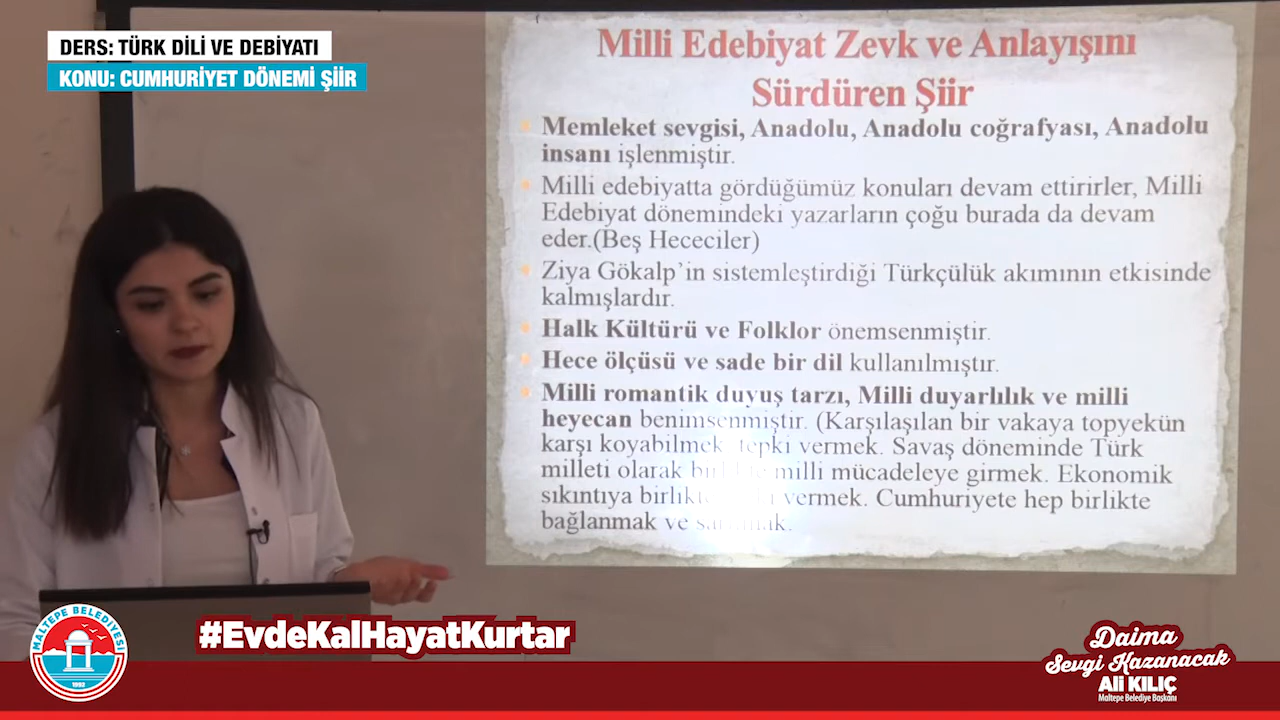 DERS: TÜRK DİLİ VE DEBİYATI
KONU: CUMHURİYET DÖNEMİ ŞİİR
Milli Edebiyat Zevk ve Anlayışını
Sürdüren Şiir
Memleket sevgisi, Anadolu, Anadolu coğrafyası, Anadolu
insanı işlenmiştir.
Milli edebiyatta gördüğümüz konuları devam ettirirler, Milli
Edebiyat dönemindeki yazarların çoğu burada da devam
eder.(Beş Hececiler)
Ziya Gökalp'in sistemleştirdiği Türkçülük akımının etkisinde
kalmışlardır.
Halk Kültürü ve Folklor önemsenmiştir.
Hece ölçüsü ve sade bir dil kullanılmıştır.
Milli romantik duyuş tarzı, Milli duyarlılık ve milli
heyecan benimsenmiştir. (Karşılaşılan bir vakaya topyekün
karşı koyabilmek, tepki vermek. Savaş döneminde Türk
milleti olarak birlikte milli mücadeleye girmek. Ekonomik
sıkıntıya birlikte vermek. Cumhuriyete hep birlikte
bağlanmak ve
MALTEPE BELEDİYESİ
1992
#EvdeKalHayatKurtar
Daima
Sevgi Kazanacak
Ali KILIÇ
Maltepe Belediye Başkanı